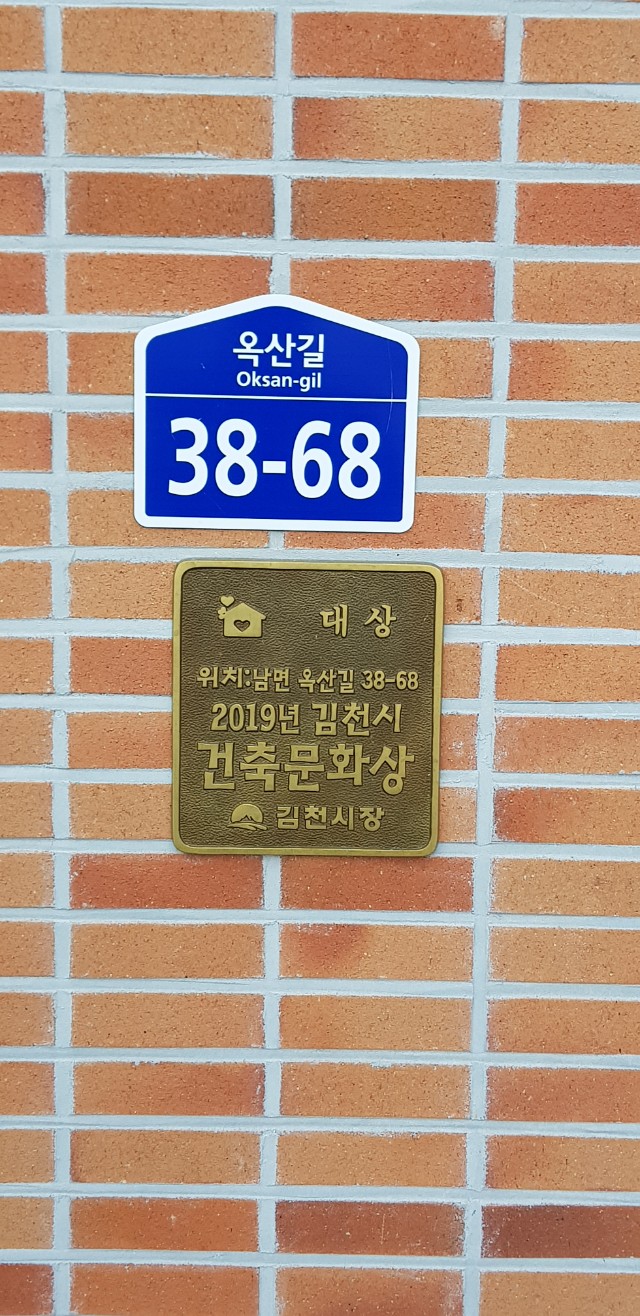 옥산길
Oksan-gil
38-68
대상
위치:남면 옥산길 38-68
2019년 김천시
건축문화상
김천시장